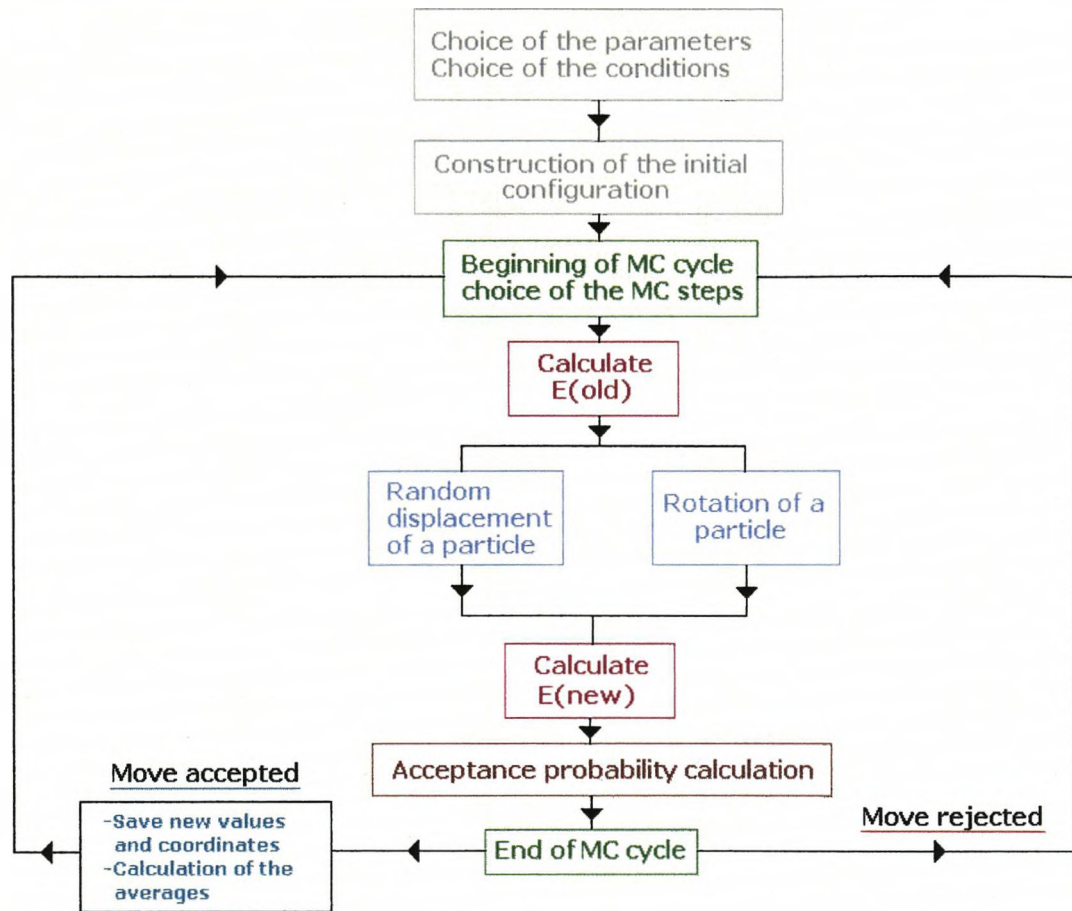 Choice of the parameters
Choice of the conditions
Construction of the initial
configuration
Beginning of MC cycle
choice of the MC steps
Calculate
E(old)
Random
displacement
of a particle
Rotation of a
particle
Calculate
E(new)
Acceptance probability calculation
Move accepted
-Save new values
and coordinates
-Calculation of the
averages
End of MC cycle
Move rejected